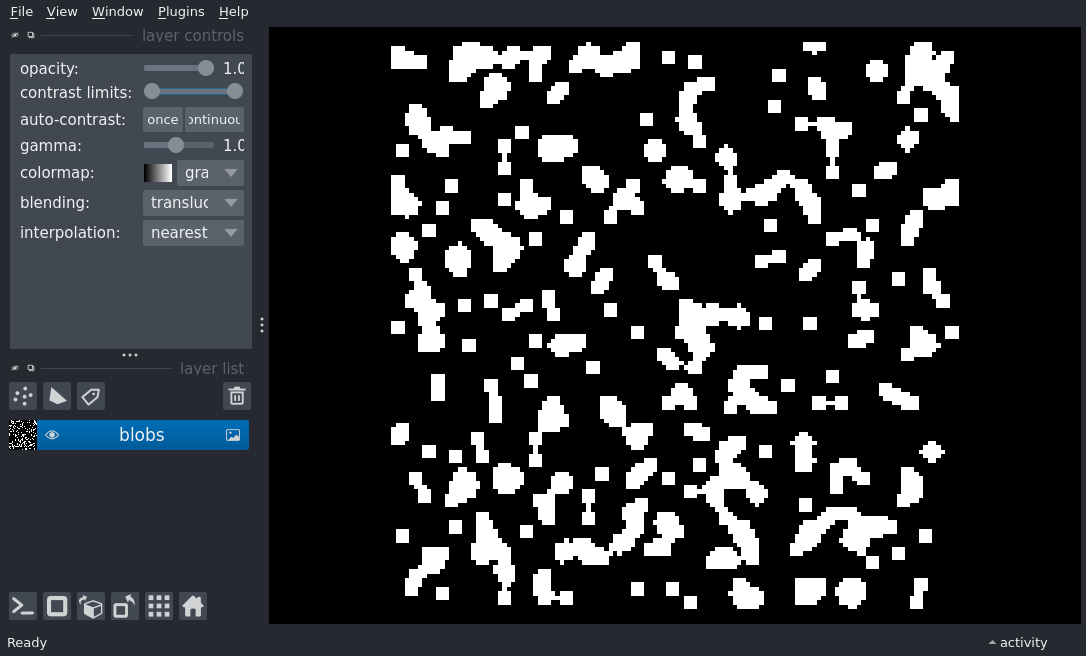 File View Window Plugins Help
layer controls
opacity: 1.0
contrast limits:
auto-contrast: once ontinuou
gamma: 1.0
colormap: gra
blending: transluc
interpolation: nearest
layer list
blobs
Ready
activity